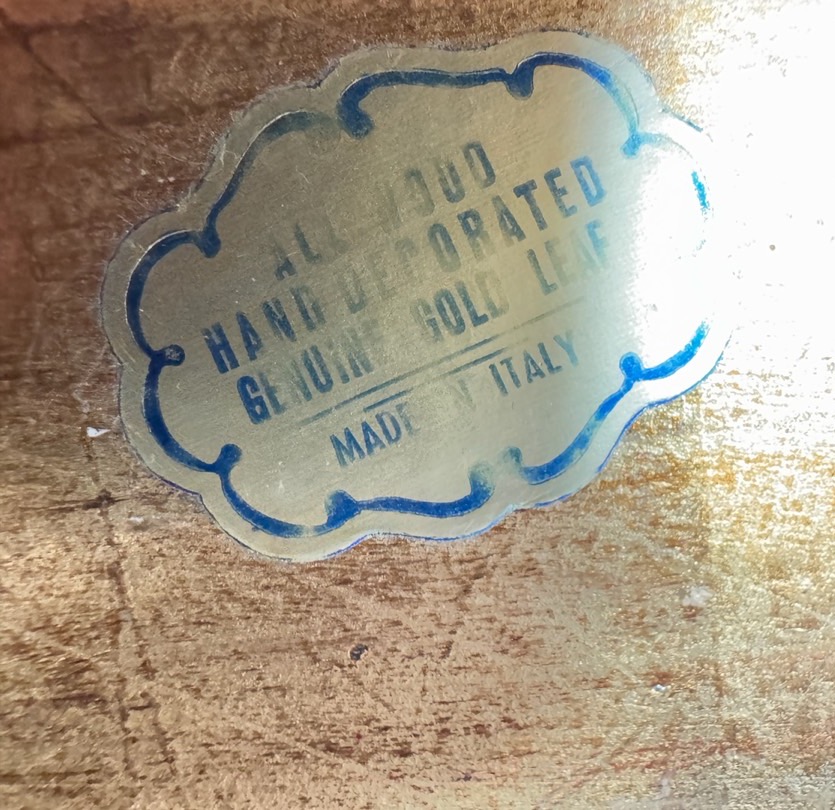 ALL WOOD
HAND DECORATED
GENUINE GOLD LEAF
MADE IN ITALY